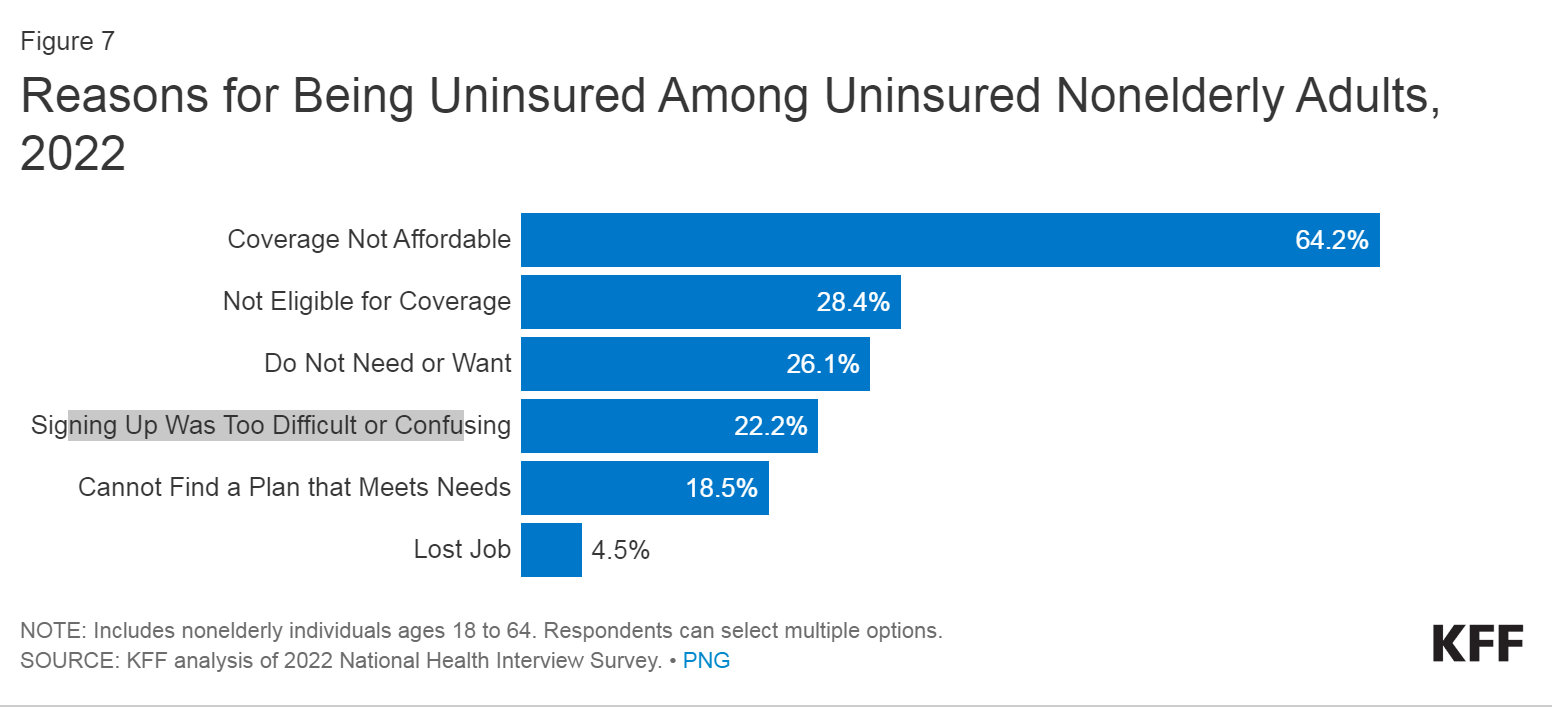 Figure 7
Reasons for Being Uninsured Among Uninsured Nonelderly Adults,
2022
Coverage Not Affordable 64.2%
Not Eligible for Coverage 28.4%
Do Not Need or Want 26.1%
Signing Up Was Too Difficult or Confusing 22.2%
Cannot Find a Plan that Meets Needs 18.5%
Lost Job 4.5%
NOTE: Includes nonelderly individuals ages 18 to 64. Respondents can select multiple options.
SOURCE: KFF analysis of 2022 National Health Interview Survey. • PNG
KFF